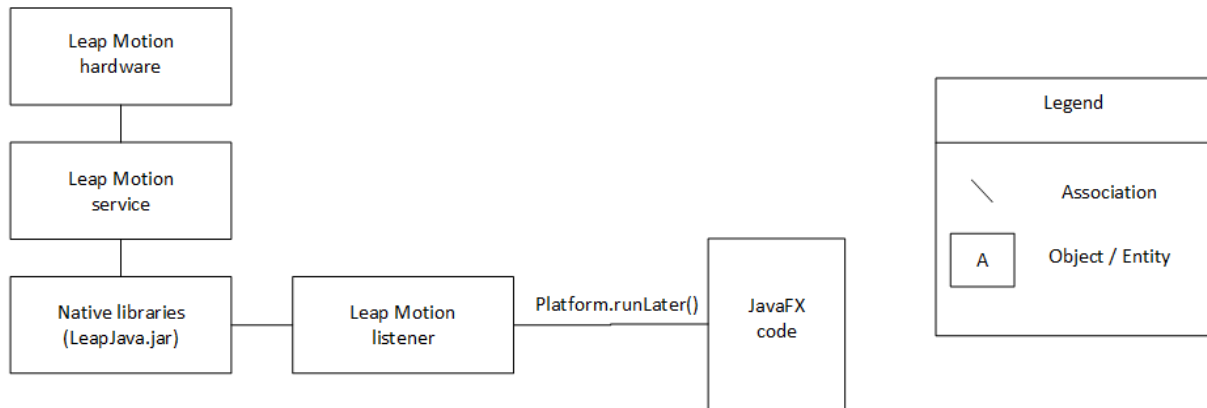 Leap Motion
hardware
Leap Motion
service
Native libraries
(LeapJava.jar)
Leap Motion
listener
Platform.runLater()
JavaFX
code
Legend
Association
A
Object / Entity